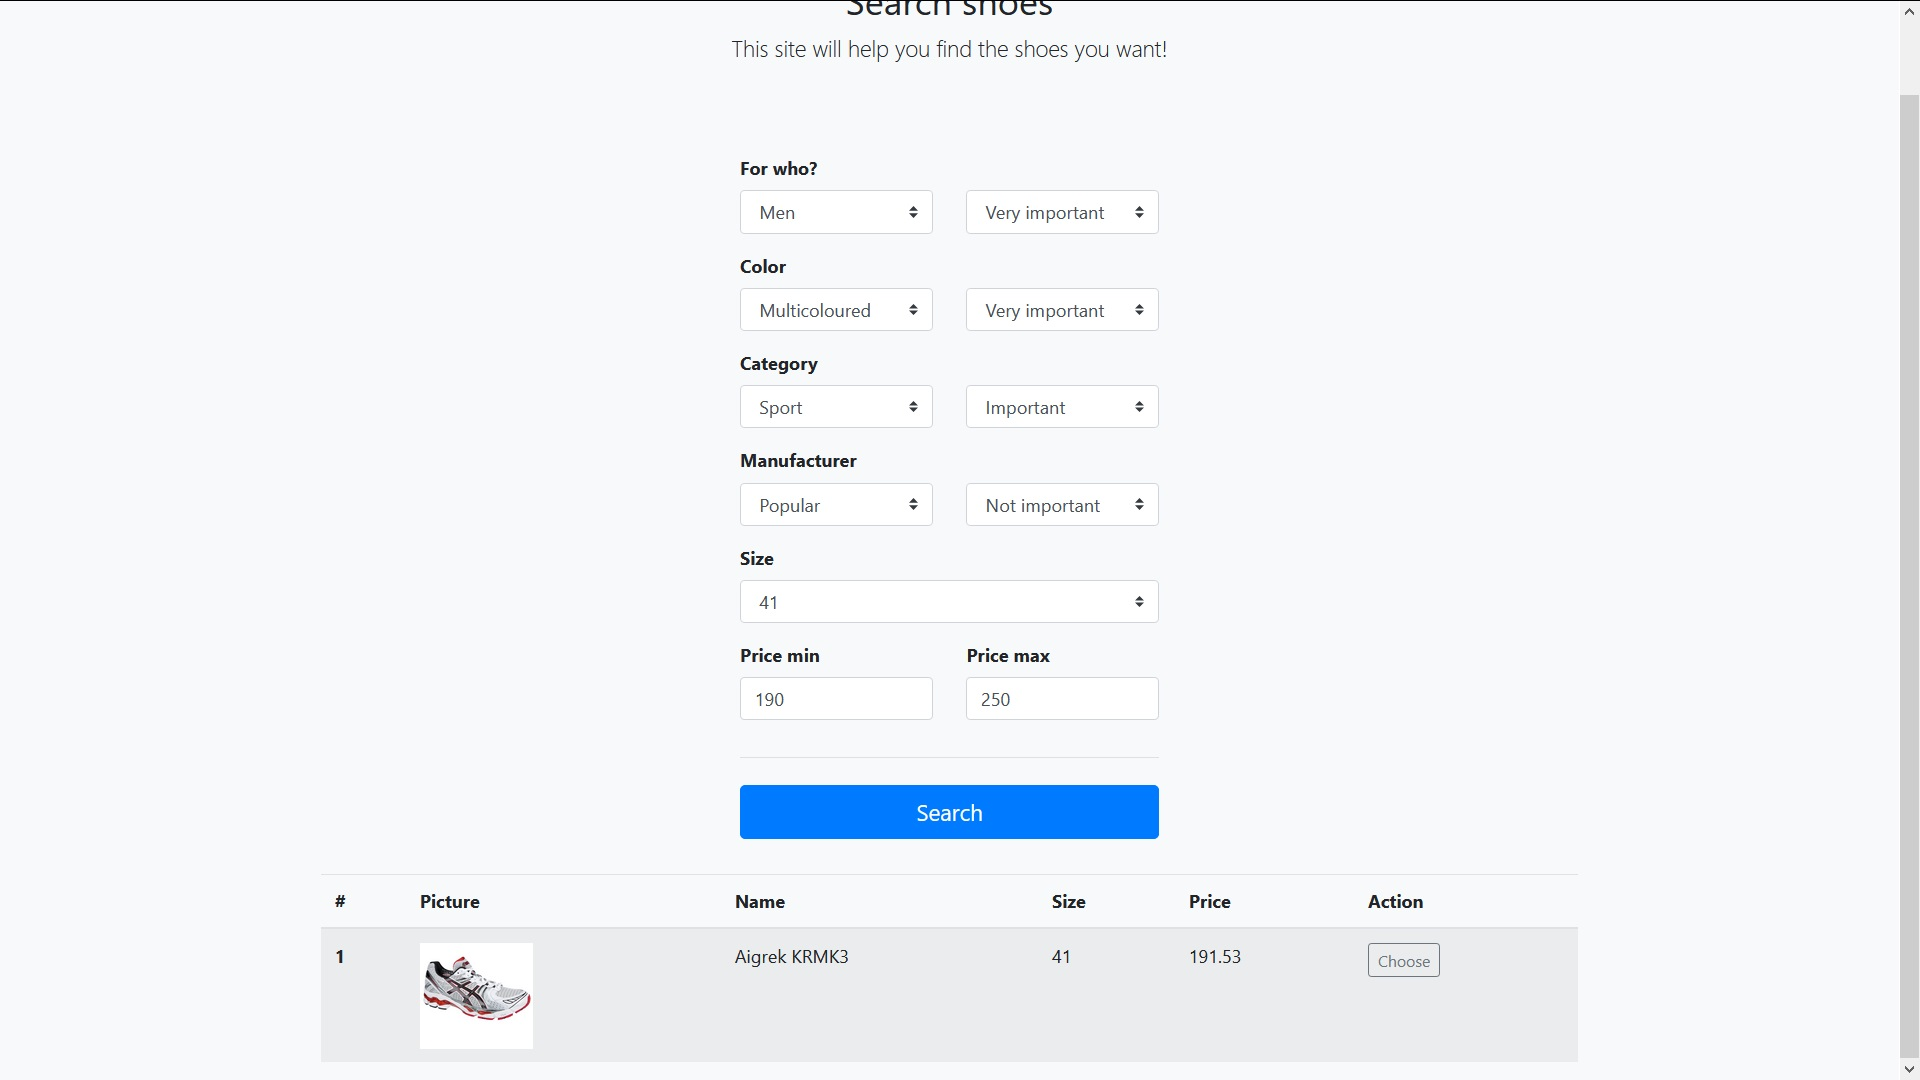 Search shoes
This site will help you find the shoes you want!
For who?
Men Very important
Color
Multicoloured Very important
Category
Sport Important
Manufacturer
Popular Not important
Size
41
Price min Price max
190 250
Search
# Picture Name Size Price Action
1 Aigrek KRMK3 41 191.53 Choose